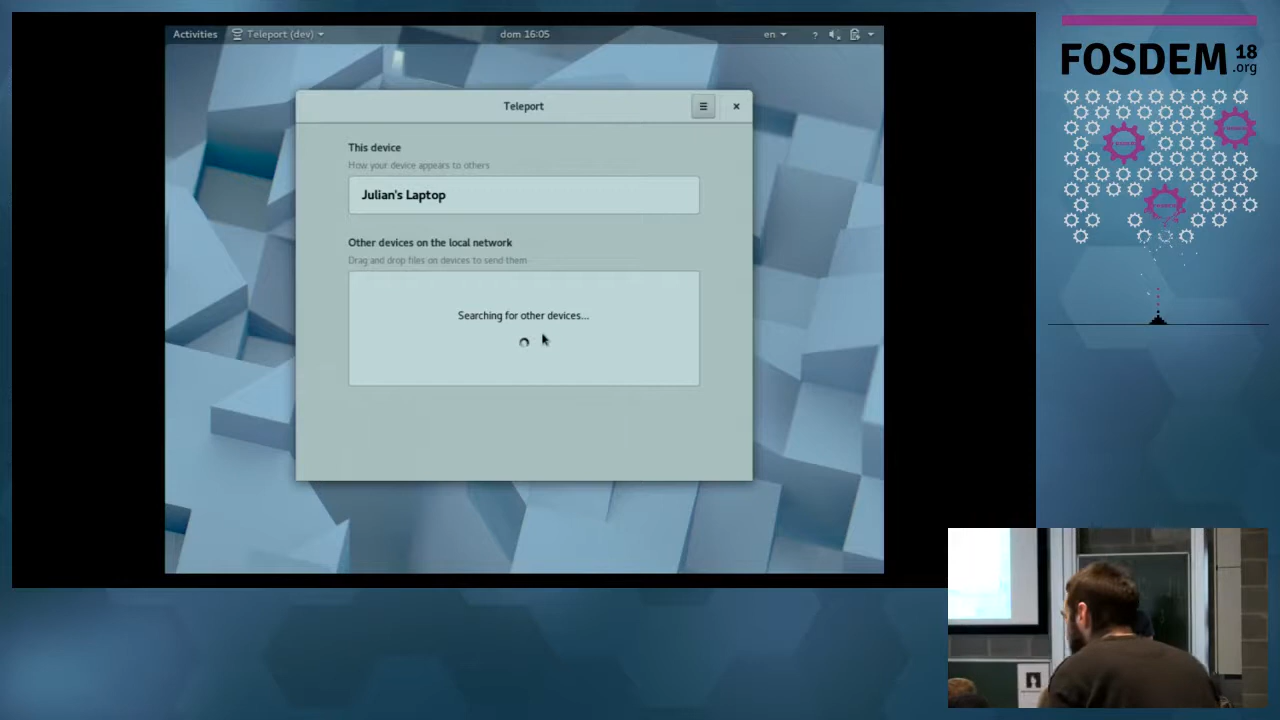 Activities
Teleport (dev)
dom 16:05
en
?
Teleport
This device
How your device appears to others
Julian's Laptop
Other devices on the local network
Drag and drop files on devices to send them
Searching for other devices...
FOSDEM 18
.org